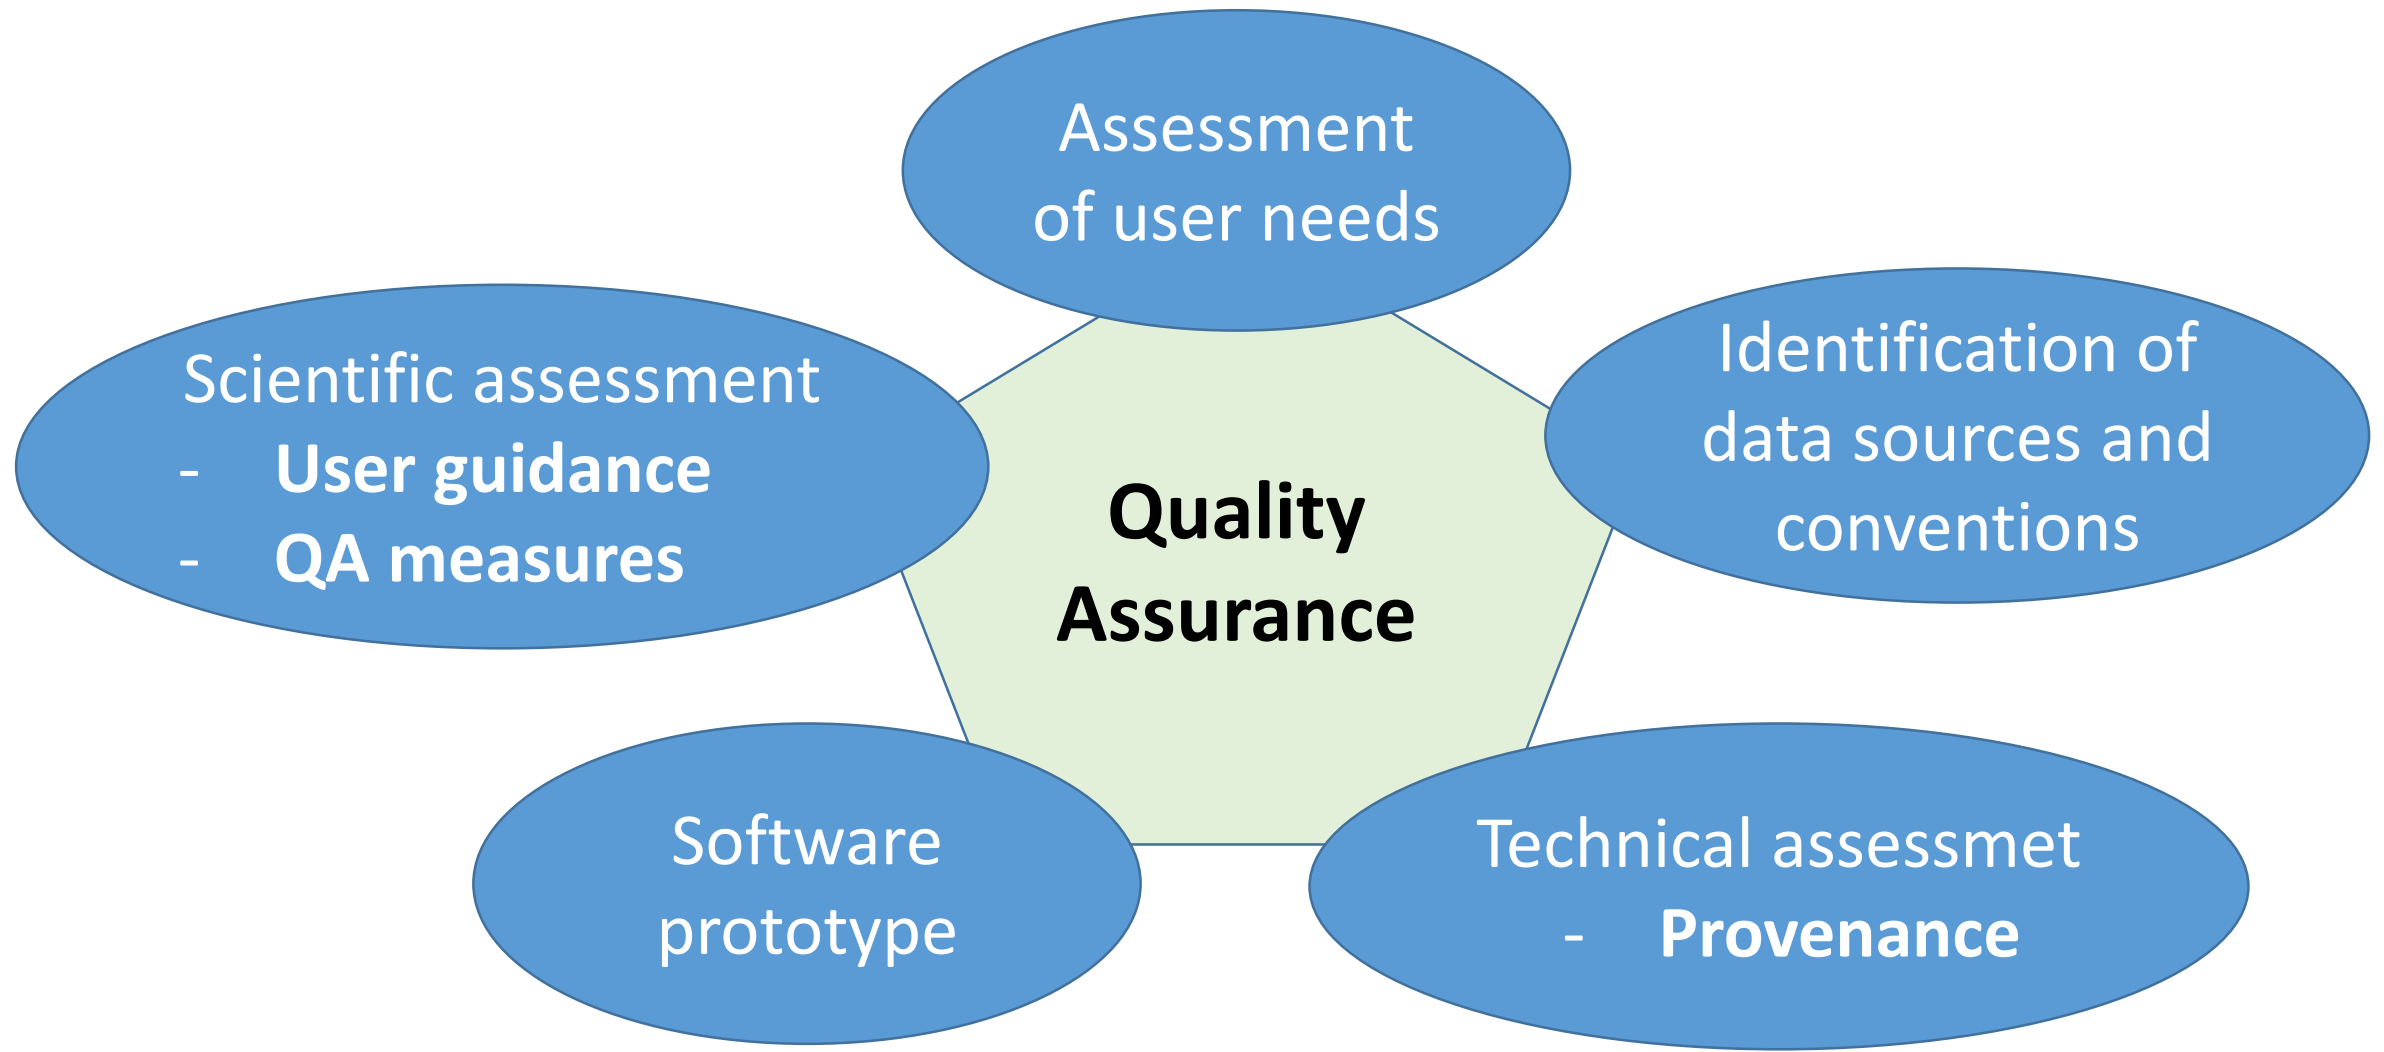 Assessment
of user needs
Scientific assessment
- User guidance
- QA measures
Identification of
data sources and
conventions
Quality
Assurance
Software
prototype
Technical assessmet
- Provenance